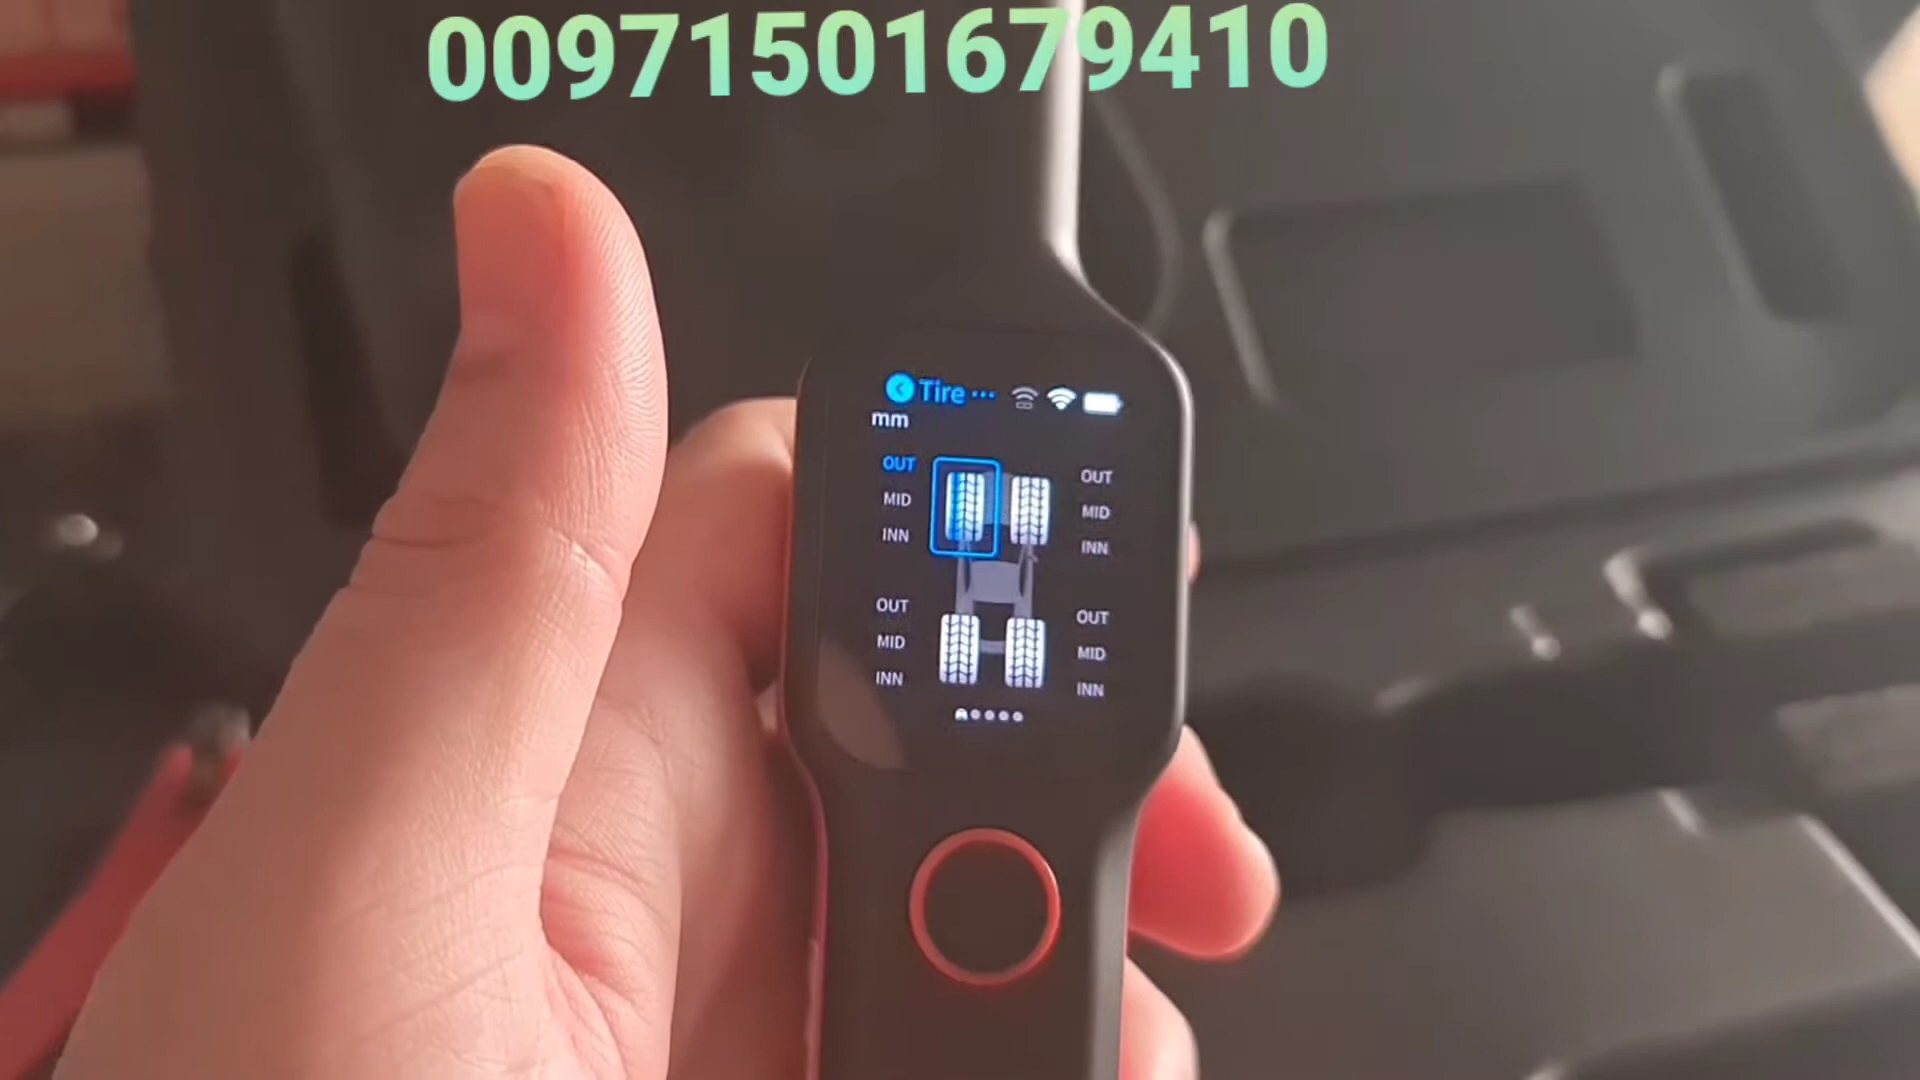 00971501679410
Tire ...
mm
OUT
MID
INN
OUT
MID
INN
OUT
MID
INN
OUT
MID
INN